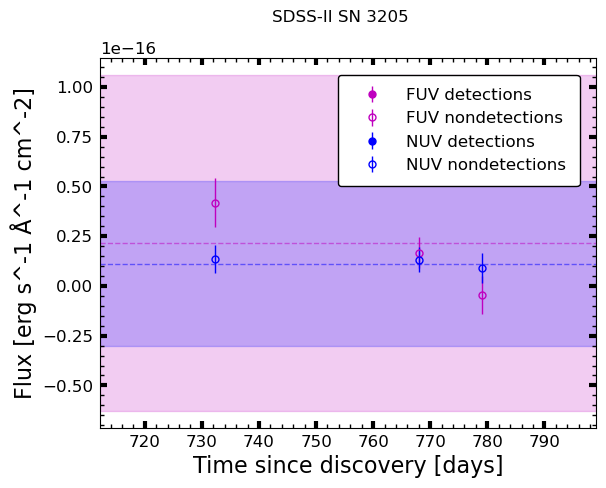 SDSS-II SN 3205
1e−16
1.00
0.75
0.50
0.25
0.00
−0.25
−0.50
FUV detections
FUV nondetections
NUV detections
NUV nondetections
Flux [erg s^-1 Å^-1 cm^-2]
720 730 740 750 760 770 780 790
Time since discovery [days]